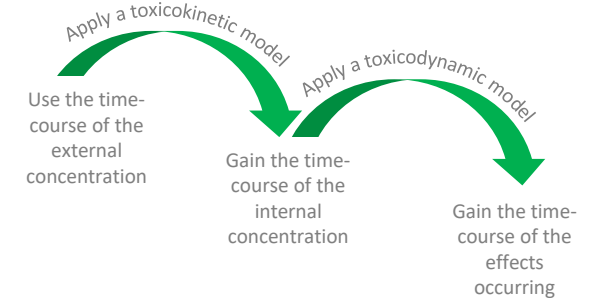 Apply a toxicokinetic model
Use the time-
course of the
external
concentration
Apply a toxicodynamic model
Gain the time-
course of the
internal
concentration
Gain the time-
course of the
effects
occurring